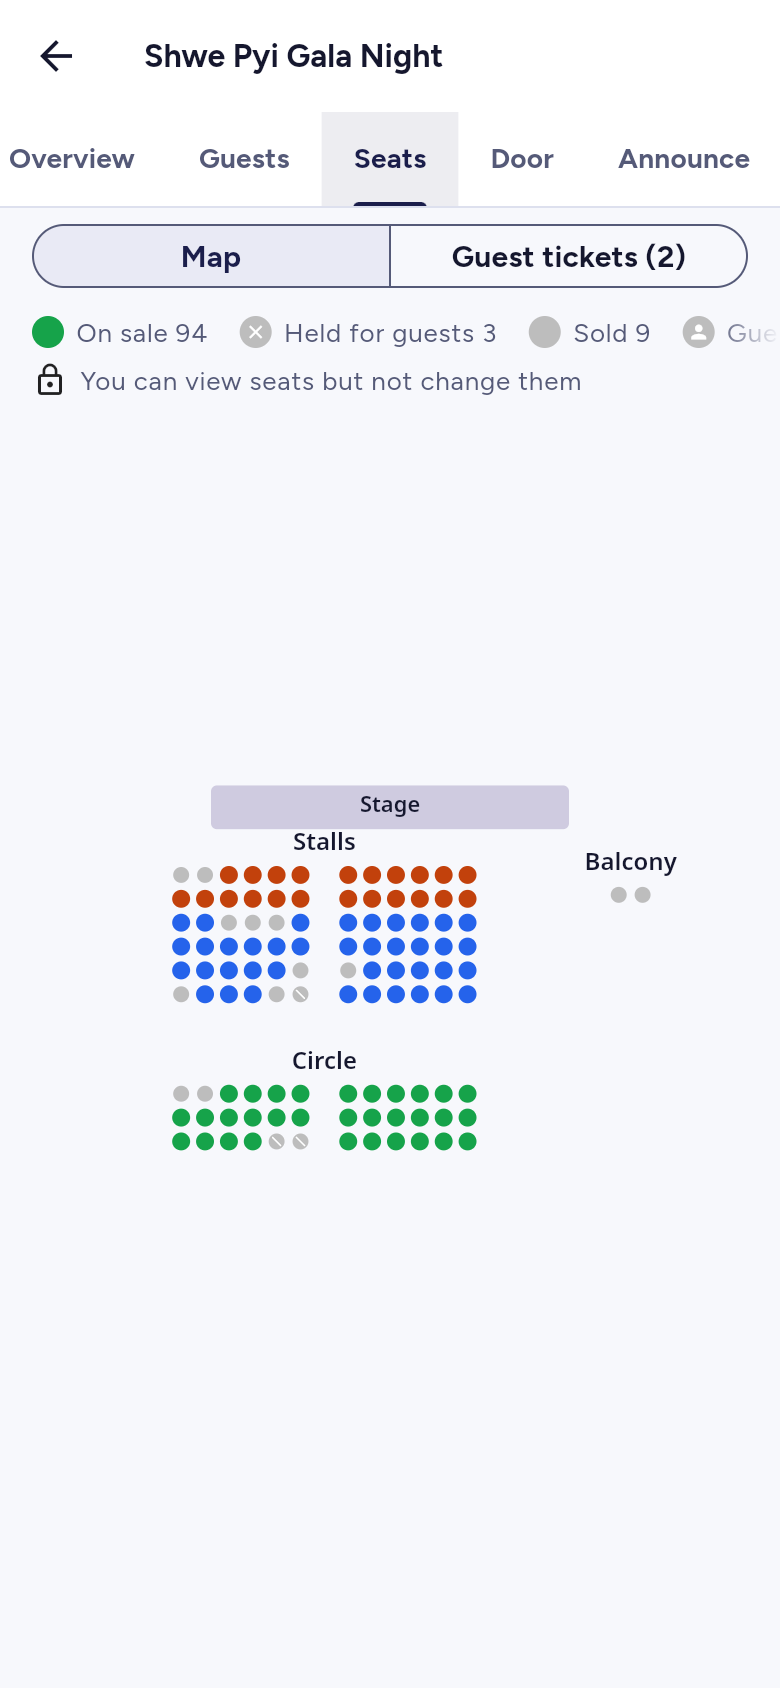 Shwe Pyi Gala Night
Overview Guests Seats Door Announce
Map Guest tickets (2)
On sale 94 Held for guests 3 Sold 9 Gue
You can view seats but not change them
Stage
Stalls
Balcony
Circle